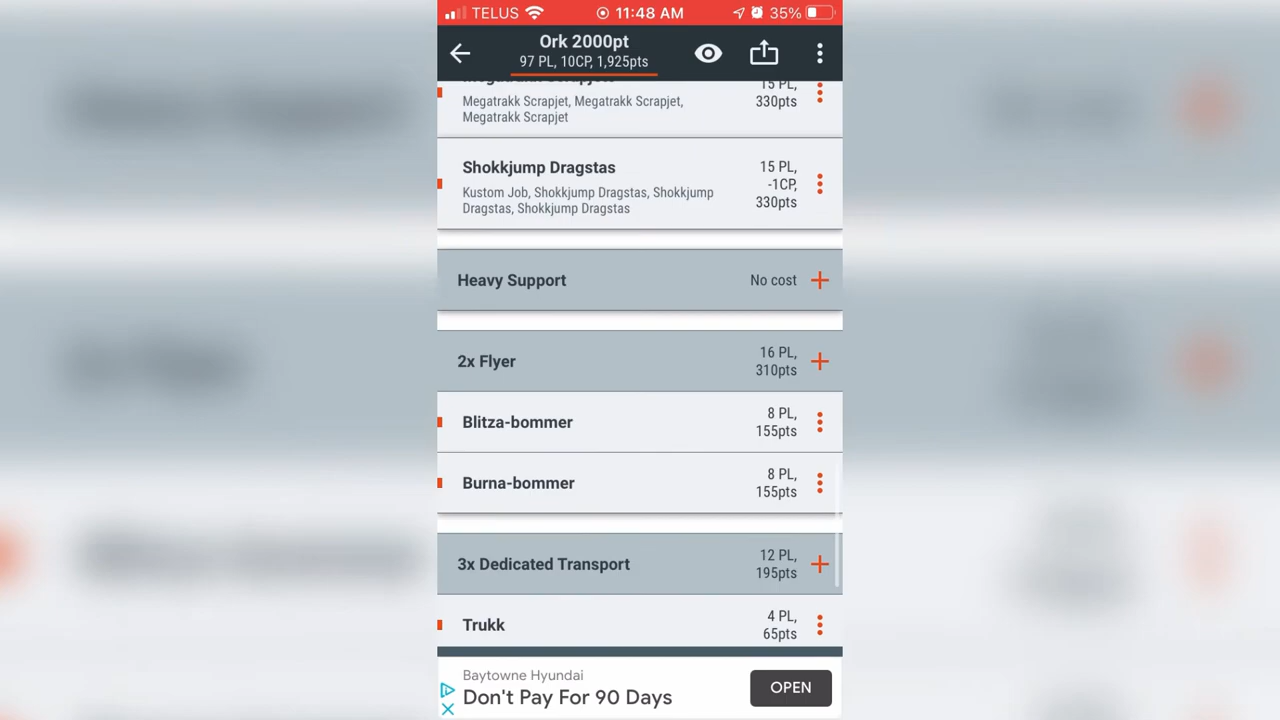 TELUS 11:48 AM 35%
Ork 2000pt
97 PL, 10CP, 1,925pts
15 PL,
330pts
Megatrakk Scrapjet, Megatrakk Scrapjet,
Megatrakk Scrapjet
Shokkjump Dragstas
15 PL,
-1CP,
330pts
Kustom Job, Shokkjump Dragstas, Shokkjump
Dragstas, Shokkjump Dragstas
Heavy Support No cost
2x Flyer
16 PL,
310pts
Blitza-bommer
8 PL,
155pts
Burna-bommer
8 PL,
155pts
3x Dedicated Transport
12 PL,
195pts
Trukk
4 PL,
65pts
Baytowne Hyundai
Don't Pay For 90 Days
OPEN